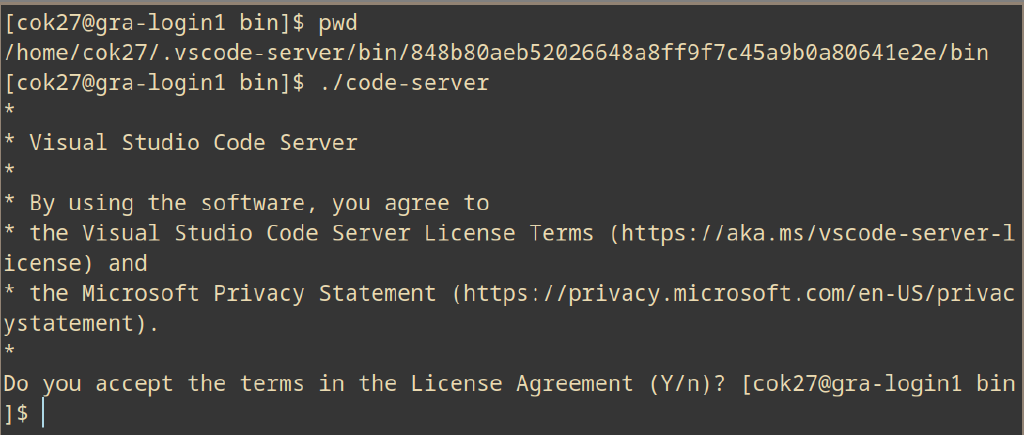 [cok27@gra-login1 bin]$ pwd
/home/cok27/.vscode-server/bin/848b80aeb52026648a8ff9f7c45a9b0a80641e2e/bin
[cok27@gra-login1 bin]$ ./code-server
*
* Visual Studio Code Server
*
* By using the software, you agree to
* the Visual Studio Code Server License Terms (https://aka.ms/vscode-server-l
icense) and
* the Microsoft Privacy Statement (https://privacy.microsoft.com/en-US/privac
ystatement).
*
Do you accept the terms in the License Agreement (Y/n)? [cok27@gra-login1 bin
]$